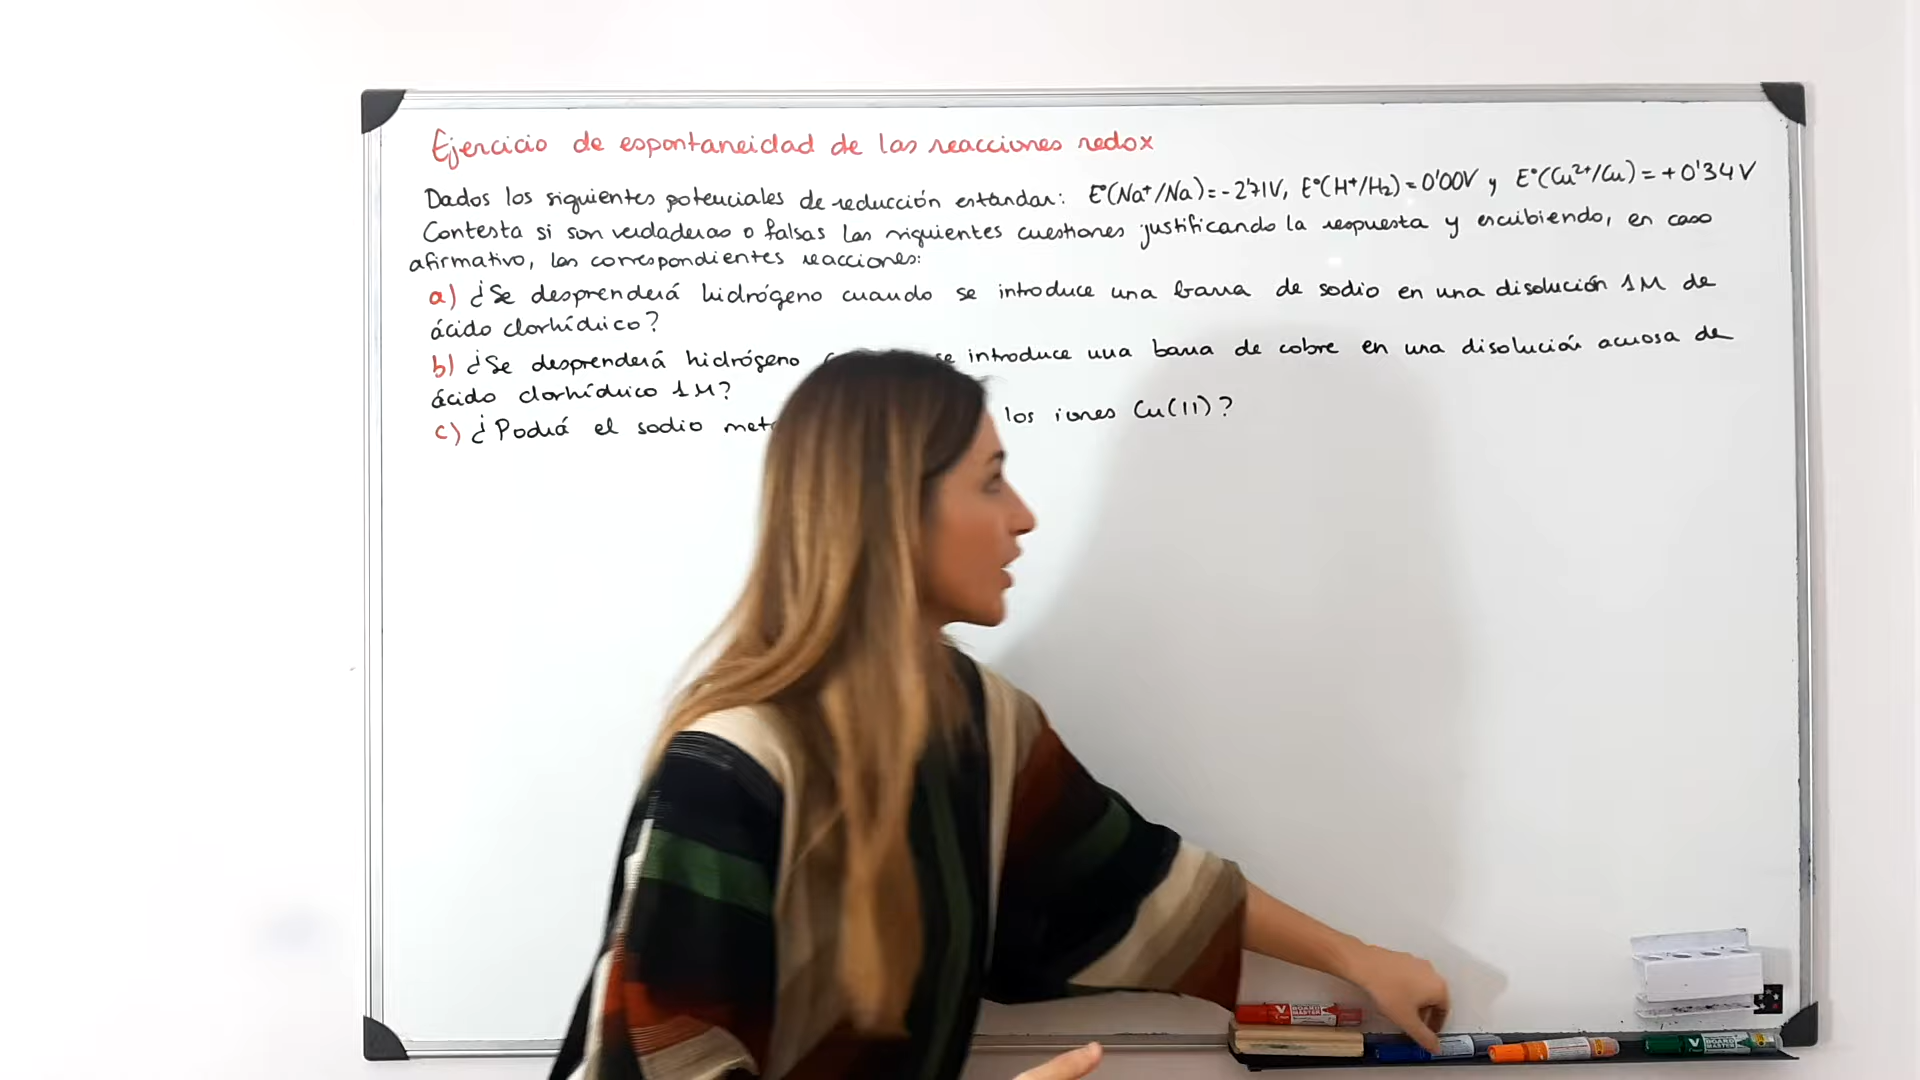 Ejercicio de espontaneidad de las reacciones redox
Dados los siguientes potenciales de reducción estándar: E°(Na⁺/Na)=-2'71V, E°(H⁺/H₂)=0'00V y E°(Cu²⁺/Cu)=+0'34V
Contesta si son verdaderas o falsas las siguientes cuestiones justificando la respuesta y escribiendo, en caso
afirmativo, las correspondientes reacciones:
a) ¿Se desprenderá hidrógeno cuando se introduce una barra de sodio en una disolución 1M de
ácido clorhídrico?
b) ¿Se desprenderá hidrógeno se introduce una barra de cobre en una disolución acuosa de
ácido clorhídrico 1M?
c) ¿Podrá el sodio met los iones Cu(II)?
V BOARD MASTER
V BOARD MASTER